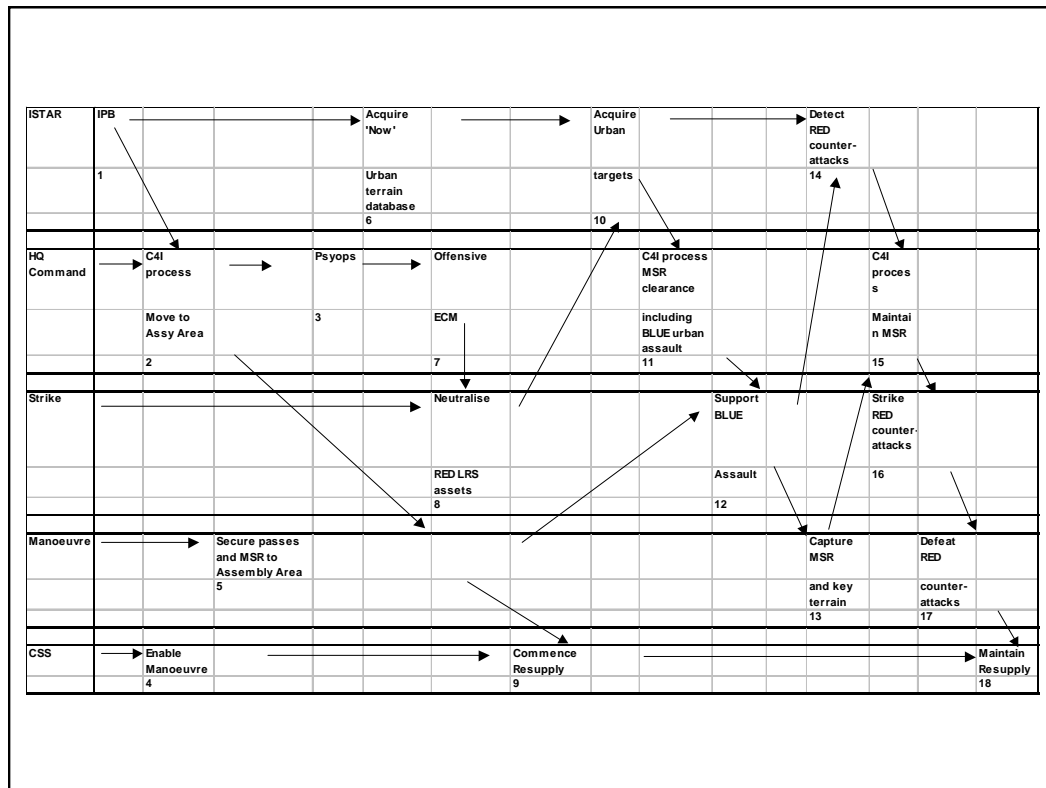 ISTAR
IPB
1
Acquire
'Now'
Urban
terrain
database
6
Acquire
Urban
targets
10
Detect
RED
counter-
attacks
14
HQ
Command
C4I
process
Move to
Assy Area
2
Psyops
3
Offensive
ECM
7
C4I process
MSR
clearance
including
BLUE urban
assault
11
C4I
proces
s
Maintai
n MSR
15
Strike
Neutralise
RED LRS
assets
8
Support
BLUE
Assault
12
Strike
RED
counter-
attacks
16
Manoeuvre
Secure passes
and MSR to
Assembly Area
5
Capture
MSR
and key
terrain
13
Defeat
RED
counter-
attacks
17
CSS
Enable
Manoeuvre
4
Commence
Resupply
9
Maintain
Resupply
18